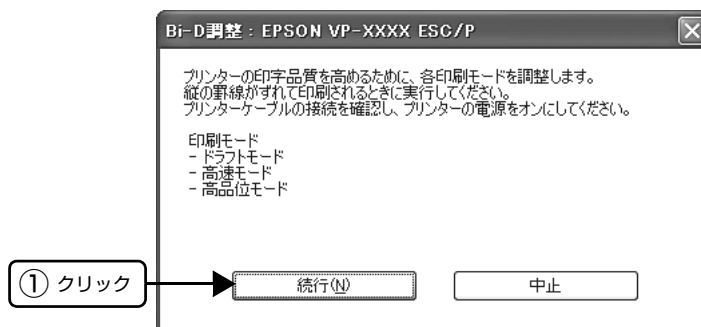 Bi-D調整 : EPSON VP-XXXX ESC/P
プリンターの印字品質を高めるために、各印刷モードを調整します。
縦の罫線がずれて印刷されるときに実行してください。
プリンターケーブルの接続を確認し、プリンターの電源をオンにしてください。
印刷モード
- ドラフトモード
- 高速モード
- 高品位モード
① クリック
続行(N)
中止